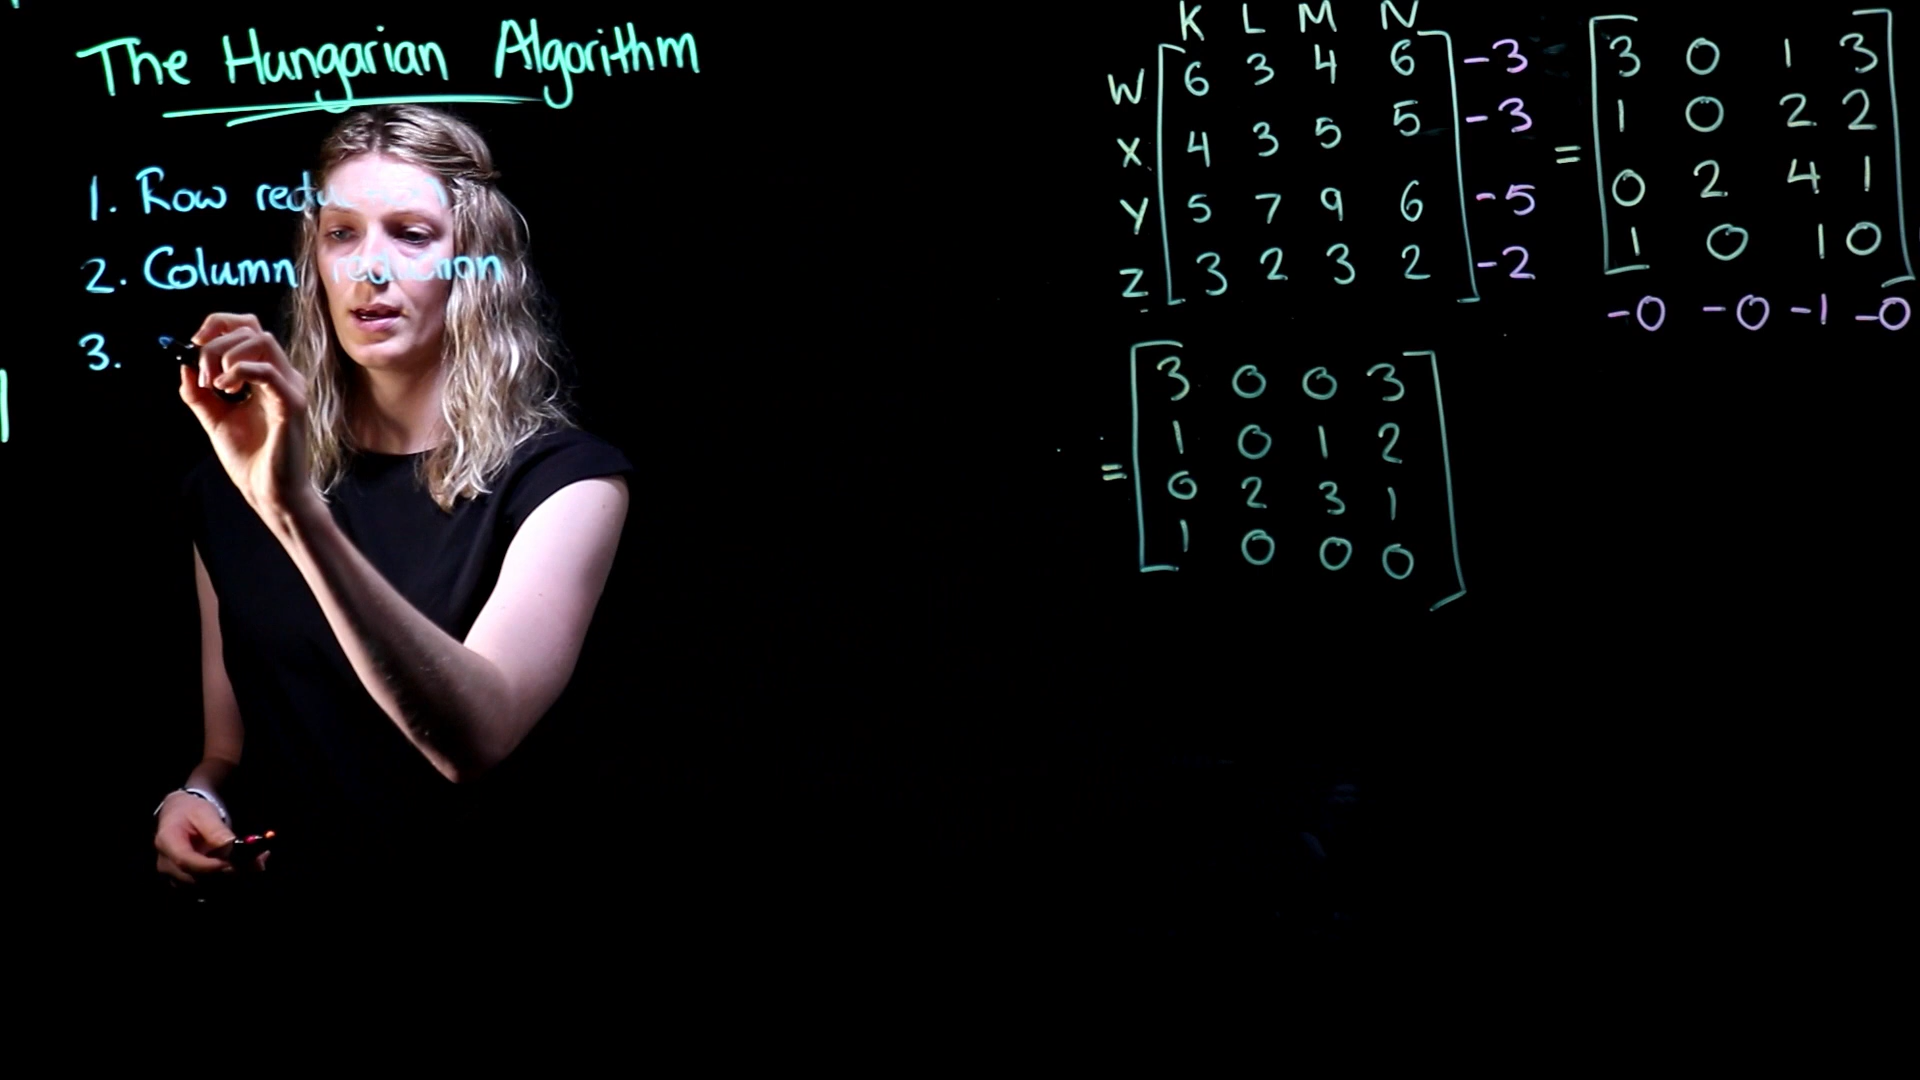 The Hungarian Algorithm
1. Row reduction
2. Column reduction
3.
K L M N
W 6 3 4 6 -3
X 4 3 5 5 -3
Y 5 7 9 6 -5
Z 3 2 3 2 -2
= 3 0 1 3
1 0 2 2
0 2 4 1
1 0 1 0
-0 -0 -1 -0
= 3 0 0 3
1 0 1 2
0 2 3 1
1 0 0 0